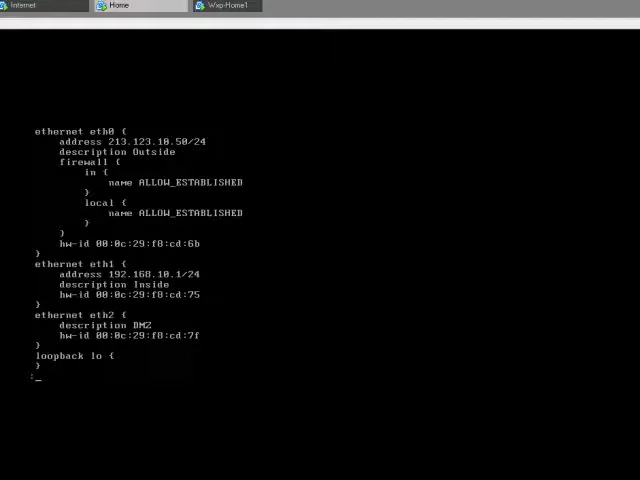 Internet
Home
Wxp-Home1
ethernet eth0 {
address 213.123.10.50/24
description Outside
firewall {
in {
name ALLOW_ESTABLISHED
}
local {
name ALLOW_ESTABLISHED
}
}
hw-id 00:0c:29:f8:cd:6b
}
ethernet eth1 {
address 192.168.10.1/24
description Inside
hw-id 00:0c:29:f8:cd:75
}
ethernet eth2 {
description DMZ
hw-id 00:0c:29:f8:cd:7f
}
loopback lo {
}
:_